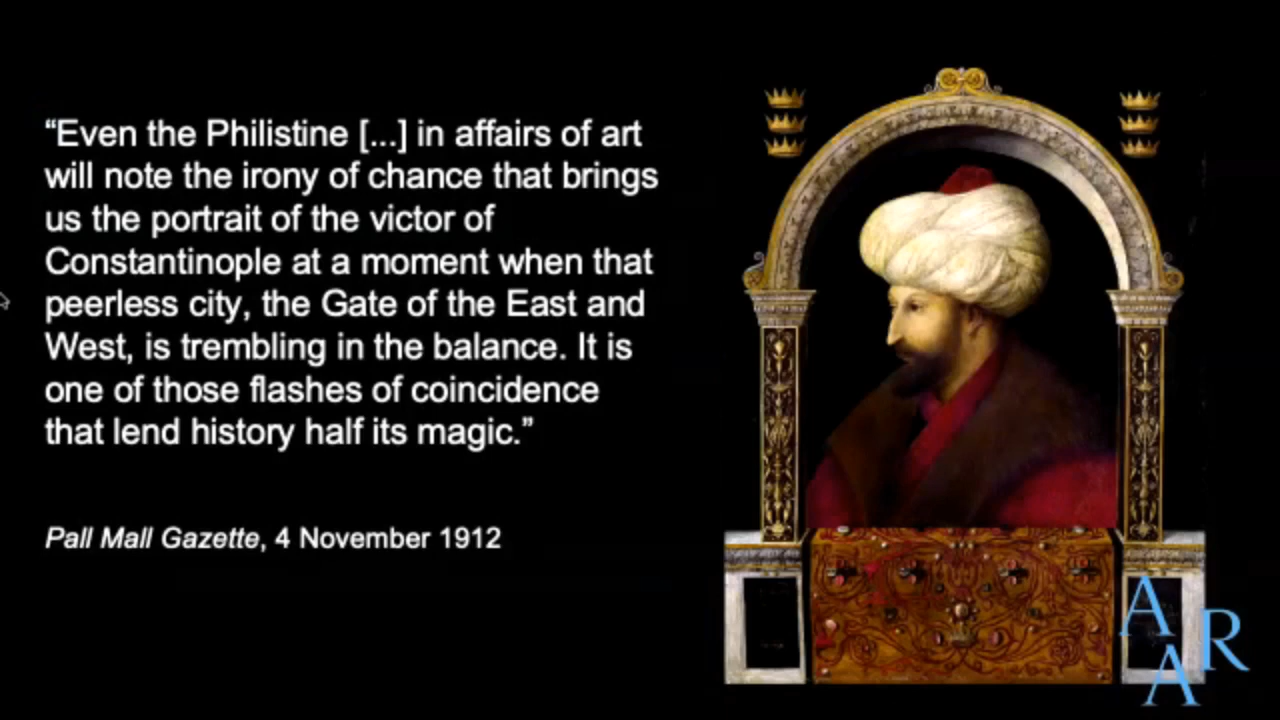 “Even the Philistine [...] in affairs of art
will note the irony of chance that brings
us the portrait of the victor of
Constantinople at a moment when that
peerless city, the Gate of the East and
West, is trembling in the balance. It is
one of those flashes of coincidence
that lend history half its magic.”
Pall Mall Gazette, 4 November 1912
A
R
A